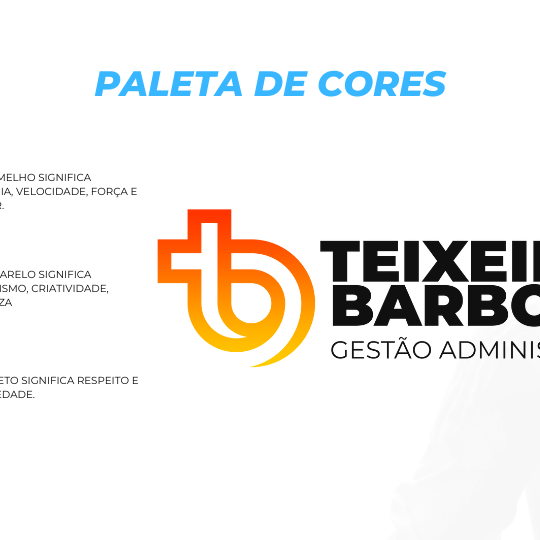 PALETA DE CORES
MELHO SIGNIFICA
IA, VELOCIDADE, FORÇA E
TEIXEI
BARBO
GESTÃO ADMINIS
ARELO SIGNIFICA
ISMO, CRIATIVIDADE,
ZA
ETO SIGNIFICA RESPEITO E
EDADE.